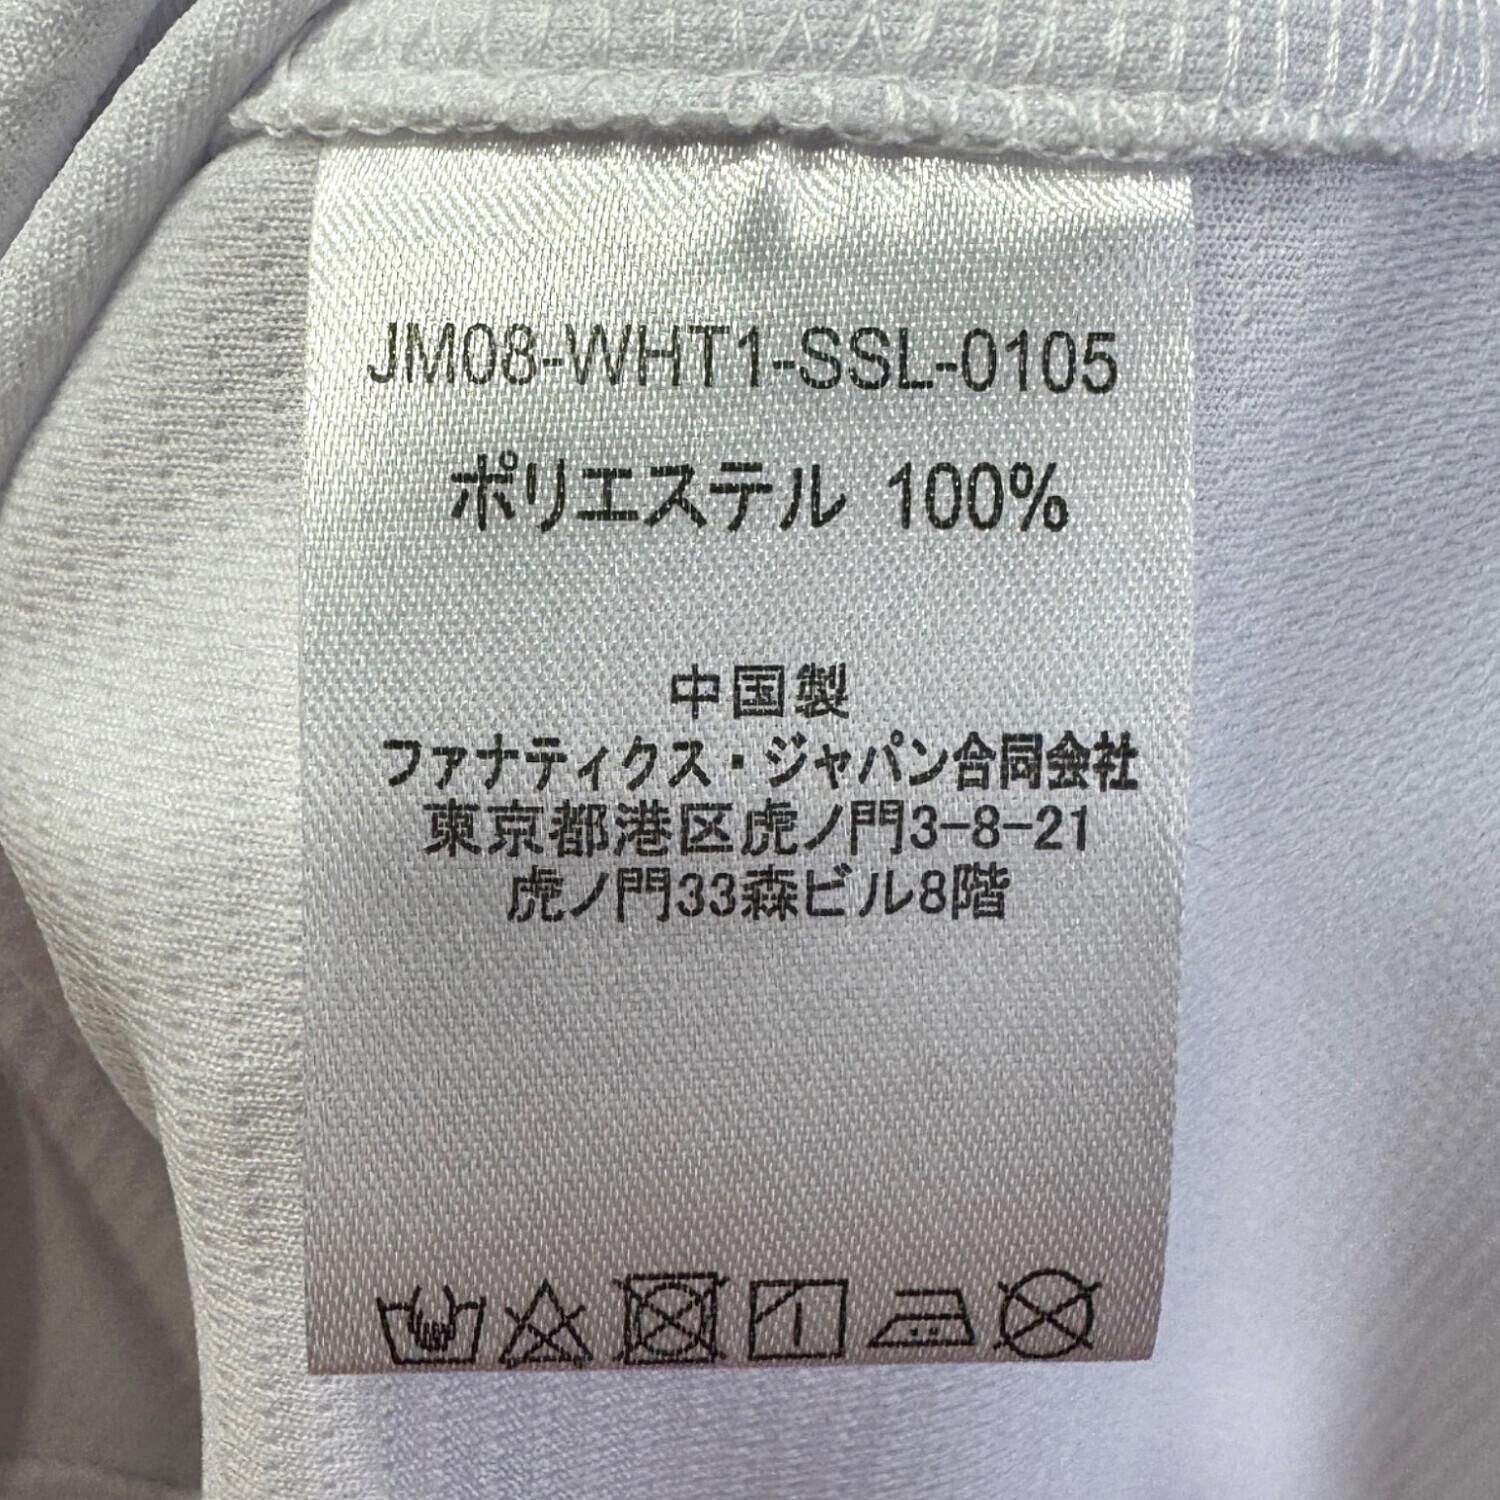 JM08-WHT1-SSL-0105
ポリエステル 100%
中国製
ファナティクス・ジャパン合同会社
東京都港区虎ノ門3-8-21
虎ノ門33森ビル8階